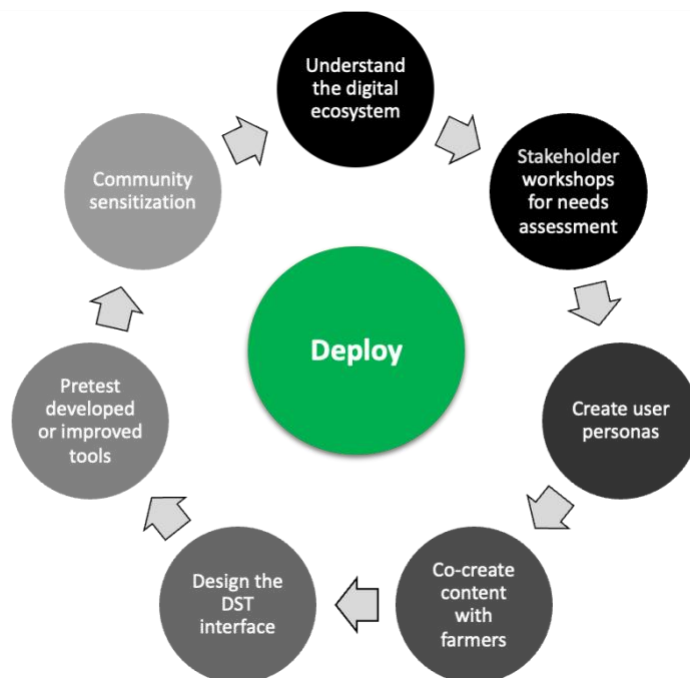 Understand
the digital
ecosystem
Stakeholder
workshops
for needs
assessment
Create user
personas
Co-create
content
with
farmers
Design the
DST
interface
Pretest
developed
or improved
tools
Community
sensitization
Deploy